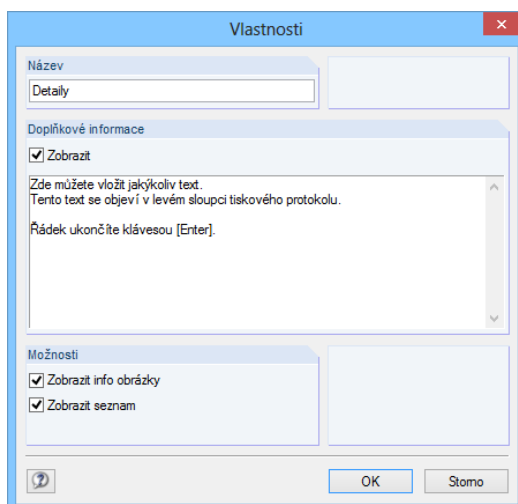 Vlastnosti
Název
Detaily
Doplňkové informace
Zobrazit
Zde můžete vložit jakýkoliv text.
Tento text se objeví v levém sloupci tiskového protokolu.
Řádek ukončíte klávesou [Enter].
Možnosti
Zobrazit info obrázky
Zobrazit seznam
OK
Storno